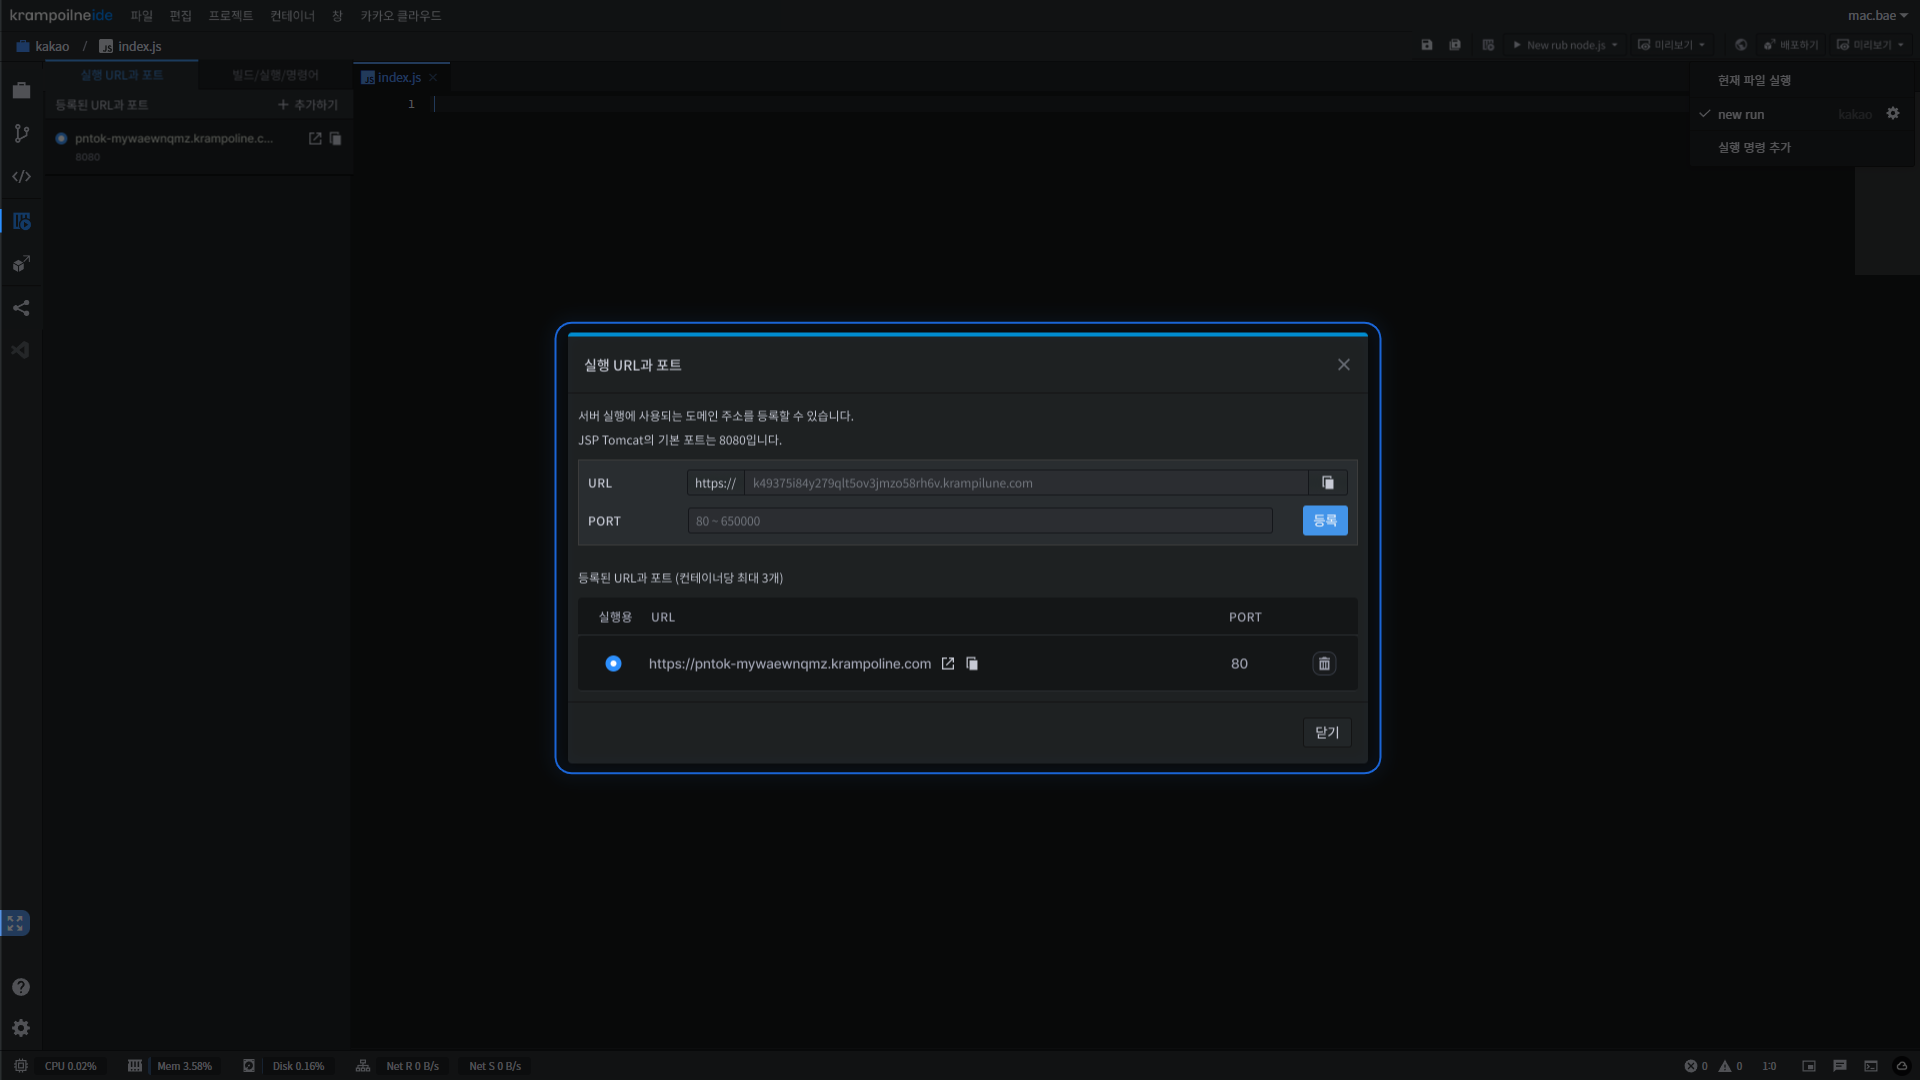 krampoilneide 파일 편집 프로젝트 컨테이너 창 카카오 클라우드 mac.bae
kakao / index.js New rub node.js 미리보기 배포하기 미리보기
실행 URL과 포트 빌드/실행/명령어 index.js
등록된 URL과 포트 추가하기
1
pntok-mywaewnqmz.krampoline.c...
8080
현재 파일 실행
new run kakao
실행 명령 추가
실행 URL과 포트
서버 실행에 사용되는 도메인 주소를 등록할 수 있습니다.
JSP Tomcat의 기본 포트는 8080입니다.
URL https:// k49375i84y279qlt5ov3jmzo58rh6v.krampilune.com
PORT 80 ~ 650000 등록
등록된 URL과 포트 (컨테이너당 최대 3개)
실행용 URL PORT
https://pntok-mywaewnqmz.krampoline.com 80
닫기
CPU 0.02% Mem 3.58% Disk 0.16% Net R 0 B/s Net S 0 B/s 0 0 1:0